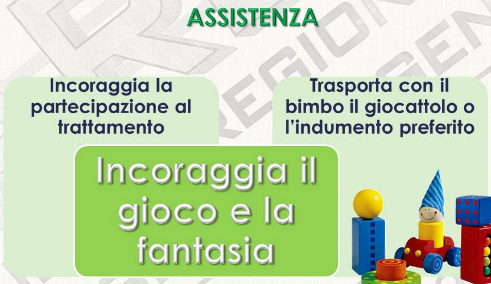 ASSISTENZA
Incoraggia la
partecipazione al
trattamento
Trasporta con il
bimbo il giocattolo o
l'indumento preferito
Incoraggia il
gioco e la
fantasia